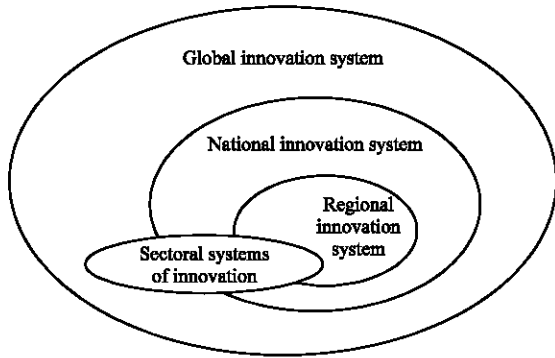 Global innovation system
National innovation system
Regional
innovation
system
Sectoral systems
of innovation